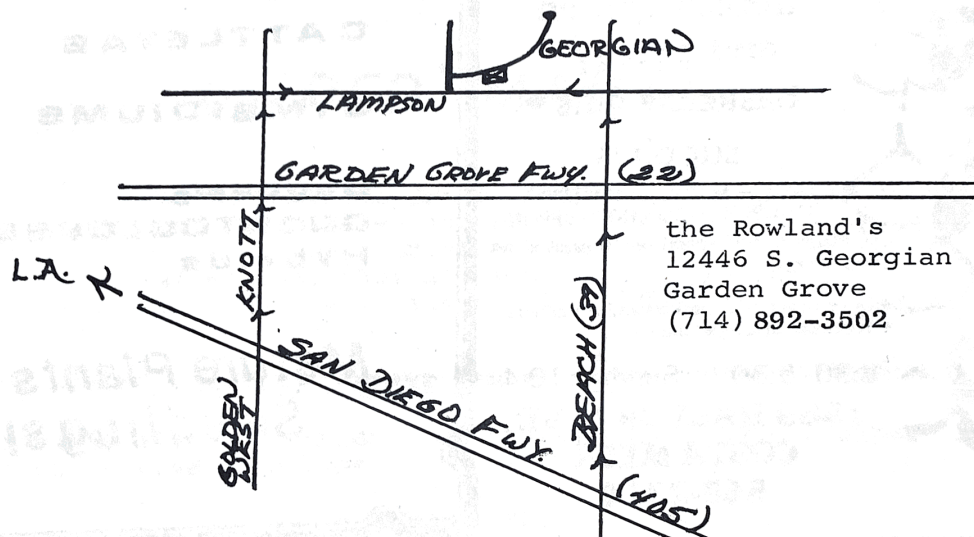 GEORGIAN
LAMPSON
GARDEN GROVE FWY. (22)
the Rowland's
12446 S. Georgian
Garden Grove
(714) 892-3502
KNOTT
L.A.
BEACH (39)
SAN DIEGO FWY.
GOLDEN
WEST
(405)